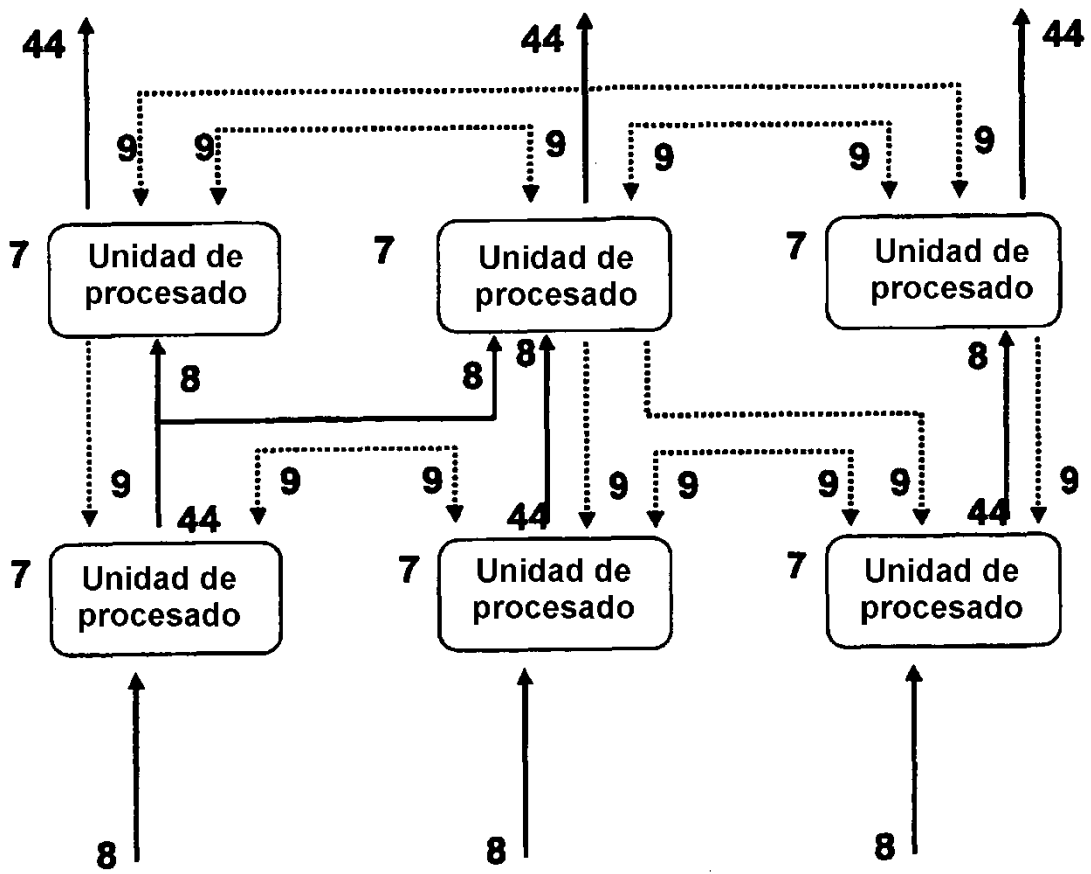 44 44 44
9 9 9 9 9 9
7 Unidad de procesado
7 Unidad de procesado
7 Unidad de procesado
8 8 8 8
9 9 9 9 9 9 9 9
44 44 44
7 Unidad de procesado
7 Unidad de procesado
7 Unidad de procesado
8 8 8